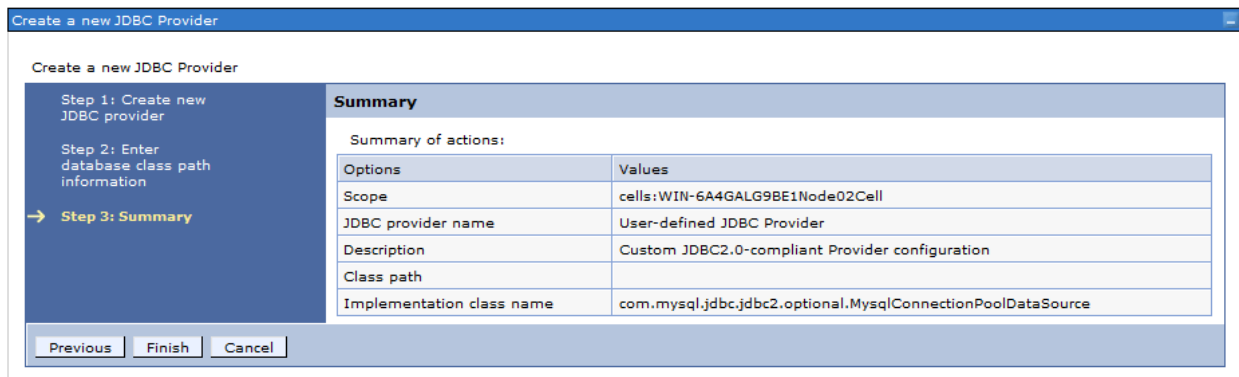 Create a new JDBC Provider
Create a new JDBC Provider
Step 1: Create new
JDBC provider
Step 2: Enter
database class path
information
Step 3: Summary
Summary
Summary of actions:
Options Values
Scope cells:WIN-6A4GALG9BE1Node02Cell
JDBC provider name User-defined JDBC Provider
Description Custom JDBC2.0-compliant Provider configuration
Class path
Implementation class name com.mysql.jdbc.jdbc2.optional.MysqlConnectionPoolDataSource
Previous Finish Cancel